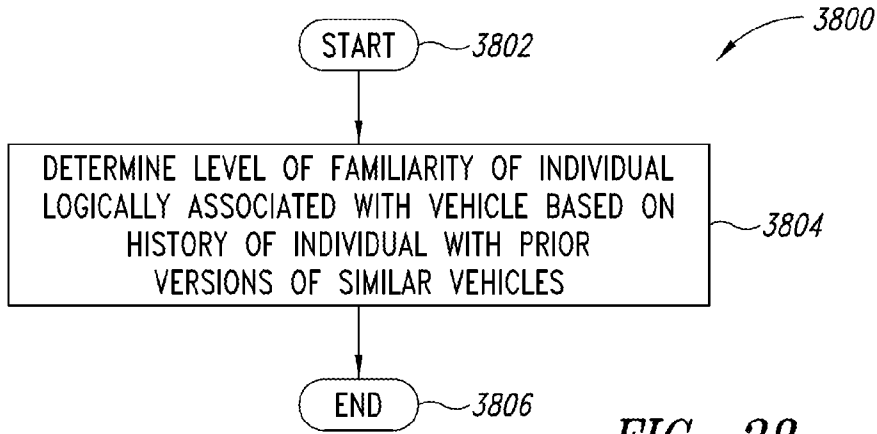 START
3802
3800
DETERMINE LEVEL OF FAMILIARITY OF INDIVIDUAL
LOGICALLY ASSOCIATED WITH VEHICLE BASED ON
HISTORY OF INDIVIDUAL WITH PRIOR
VERSIONS OF SIMILAR VEHICLES
3804
END
3806
FIG.